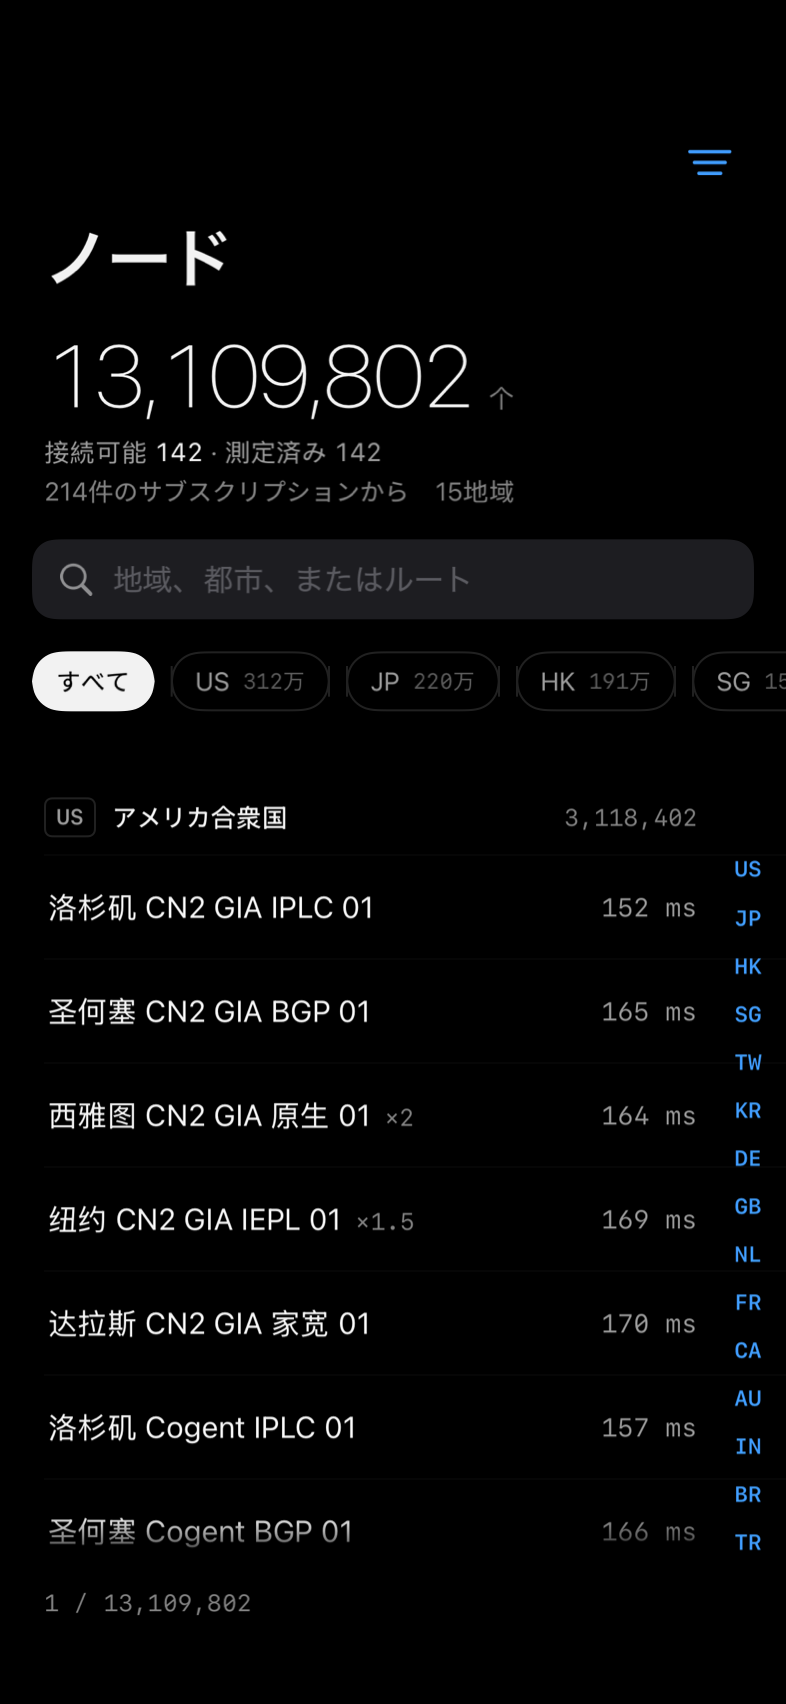 ノード
13,109,802 个
接続可能 142 · 測定済み 142
214件のサブスクリプションから 15地域
地域、都市、またはルート
すべて US 312万 JP 220万 HK 191万 SG 15
US アメリカ合衆国 3,118,402
US
洛杉矶 CN2 GIA IPLC 01 152 ms
JP
HK
圣何塞 CN2 GIA BGP 01 165 ms
SG
TW
西雅图 CN2 GIA 原生 01 ×2 164 ms
KR
DE
纽约 CN2 GIA IEPL 01 ×1.5 169 ms
GB
NL
达拉斯 CN2 GIA 家宽 01 170 ms
FR
CA
AU
洛杉矶 Cogent IPLC 01 157 ms
IN
BR
圣何塞 Cogent BGP 01 166 ms
TR
1 / 13,109,802